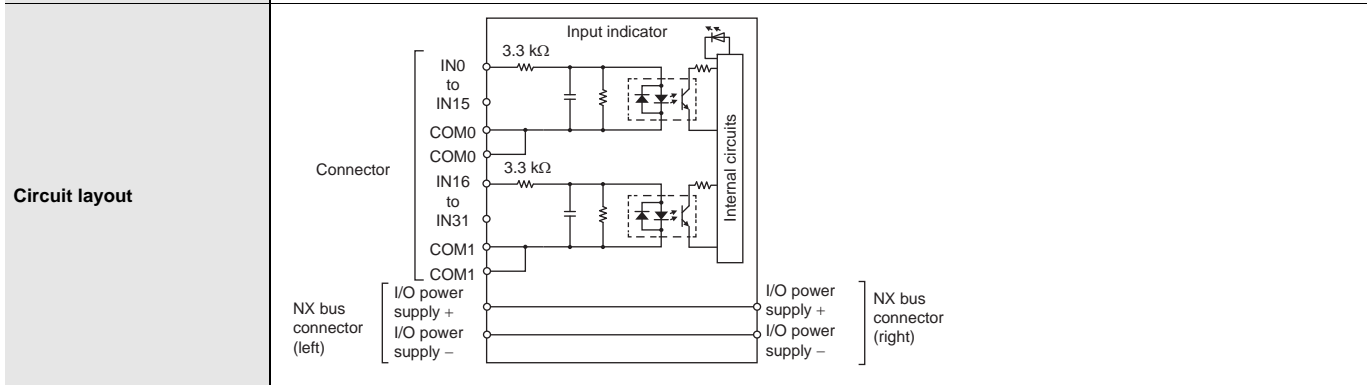 Circuit layout
Input indicator
3.3 kΩ
IN0
to
IN15
COM0
COM0
Connector
3.3 kΩ
IN16
to
IN31
COM1
COM1
Internal circuits
NX bus
connector
(left)
I/O power
supply +
I/O power
supply −
I/O power
supply +
I/O power
supply −
NX bus
connector
(right)